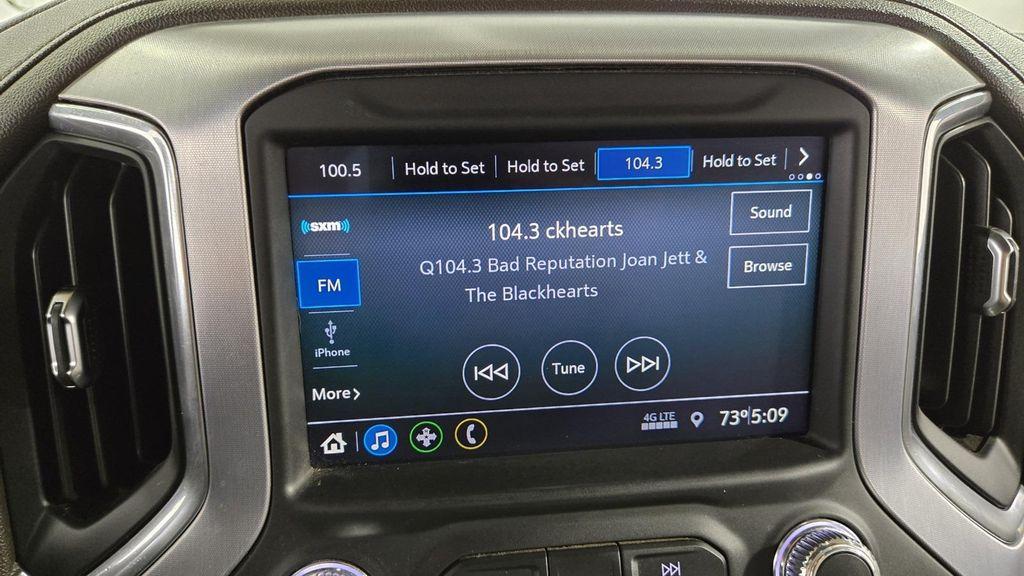 100.5 Hold to Set Hold to Set 104.3 Hold to Set
sxm
Sound
104.3 ckhearts
Q104.3 Bad Reputation Joan Jett &
The Blackhearts
Browse
FM
iPhone
Tune
More
4G LTE
73° 5:09